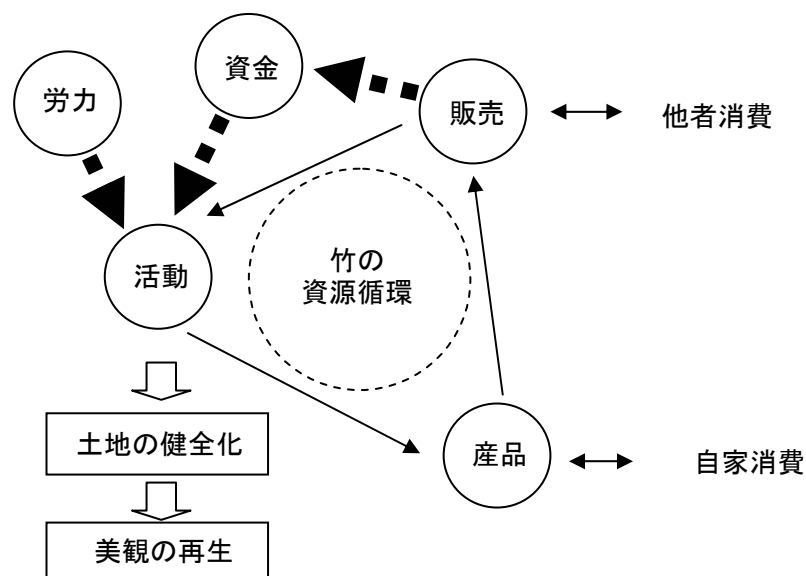 資金
労力
販売
他者消費
竹の
資源循環
活動
土地の健全化
産品
自家消費
美観の再生